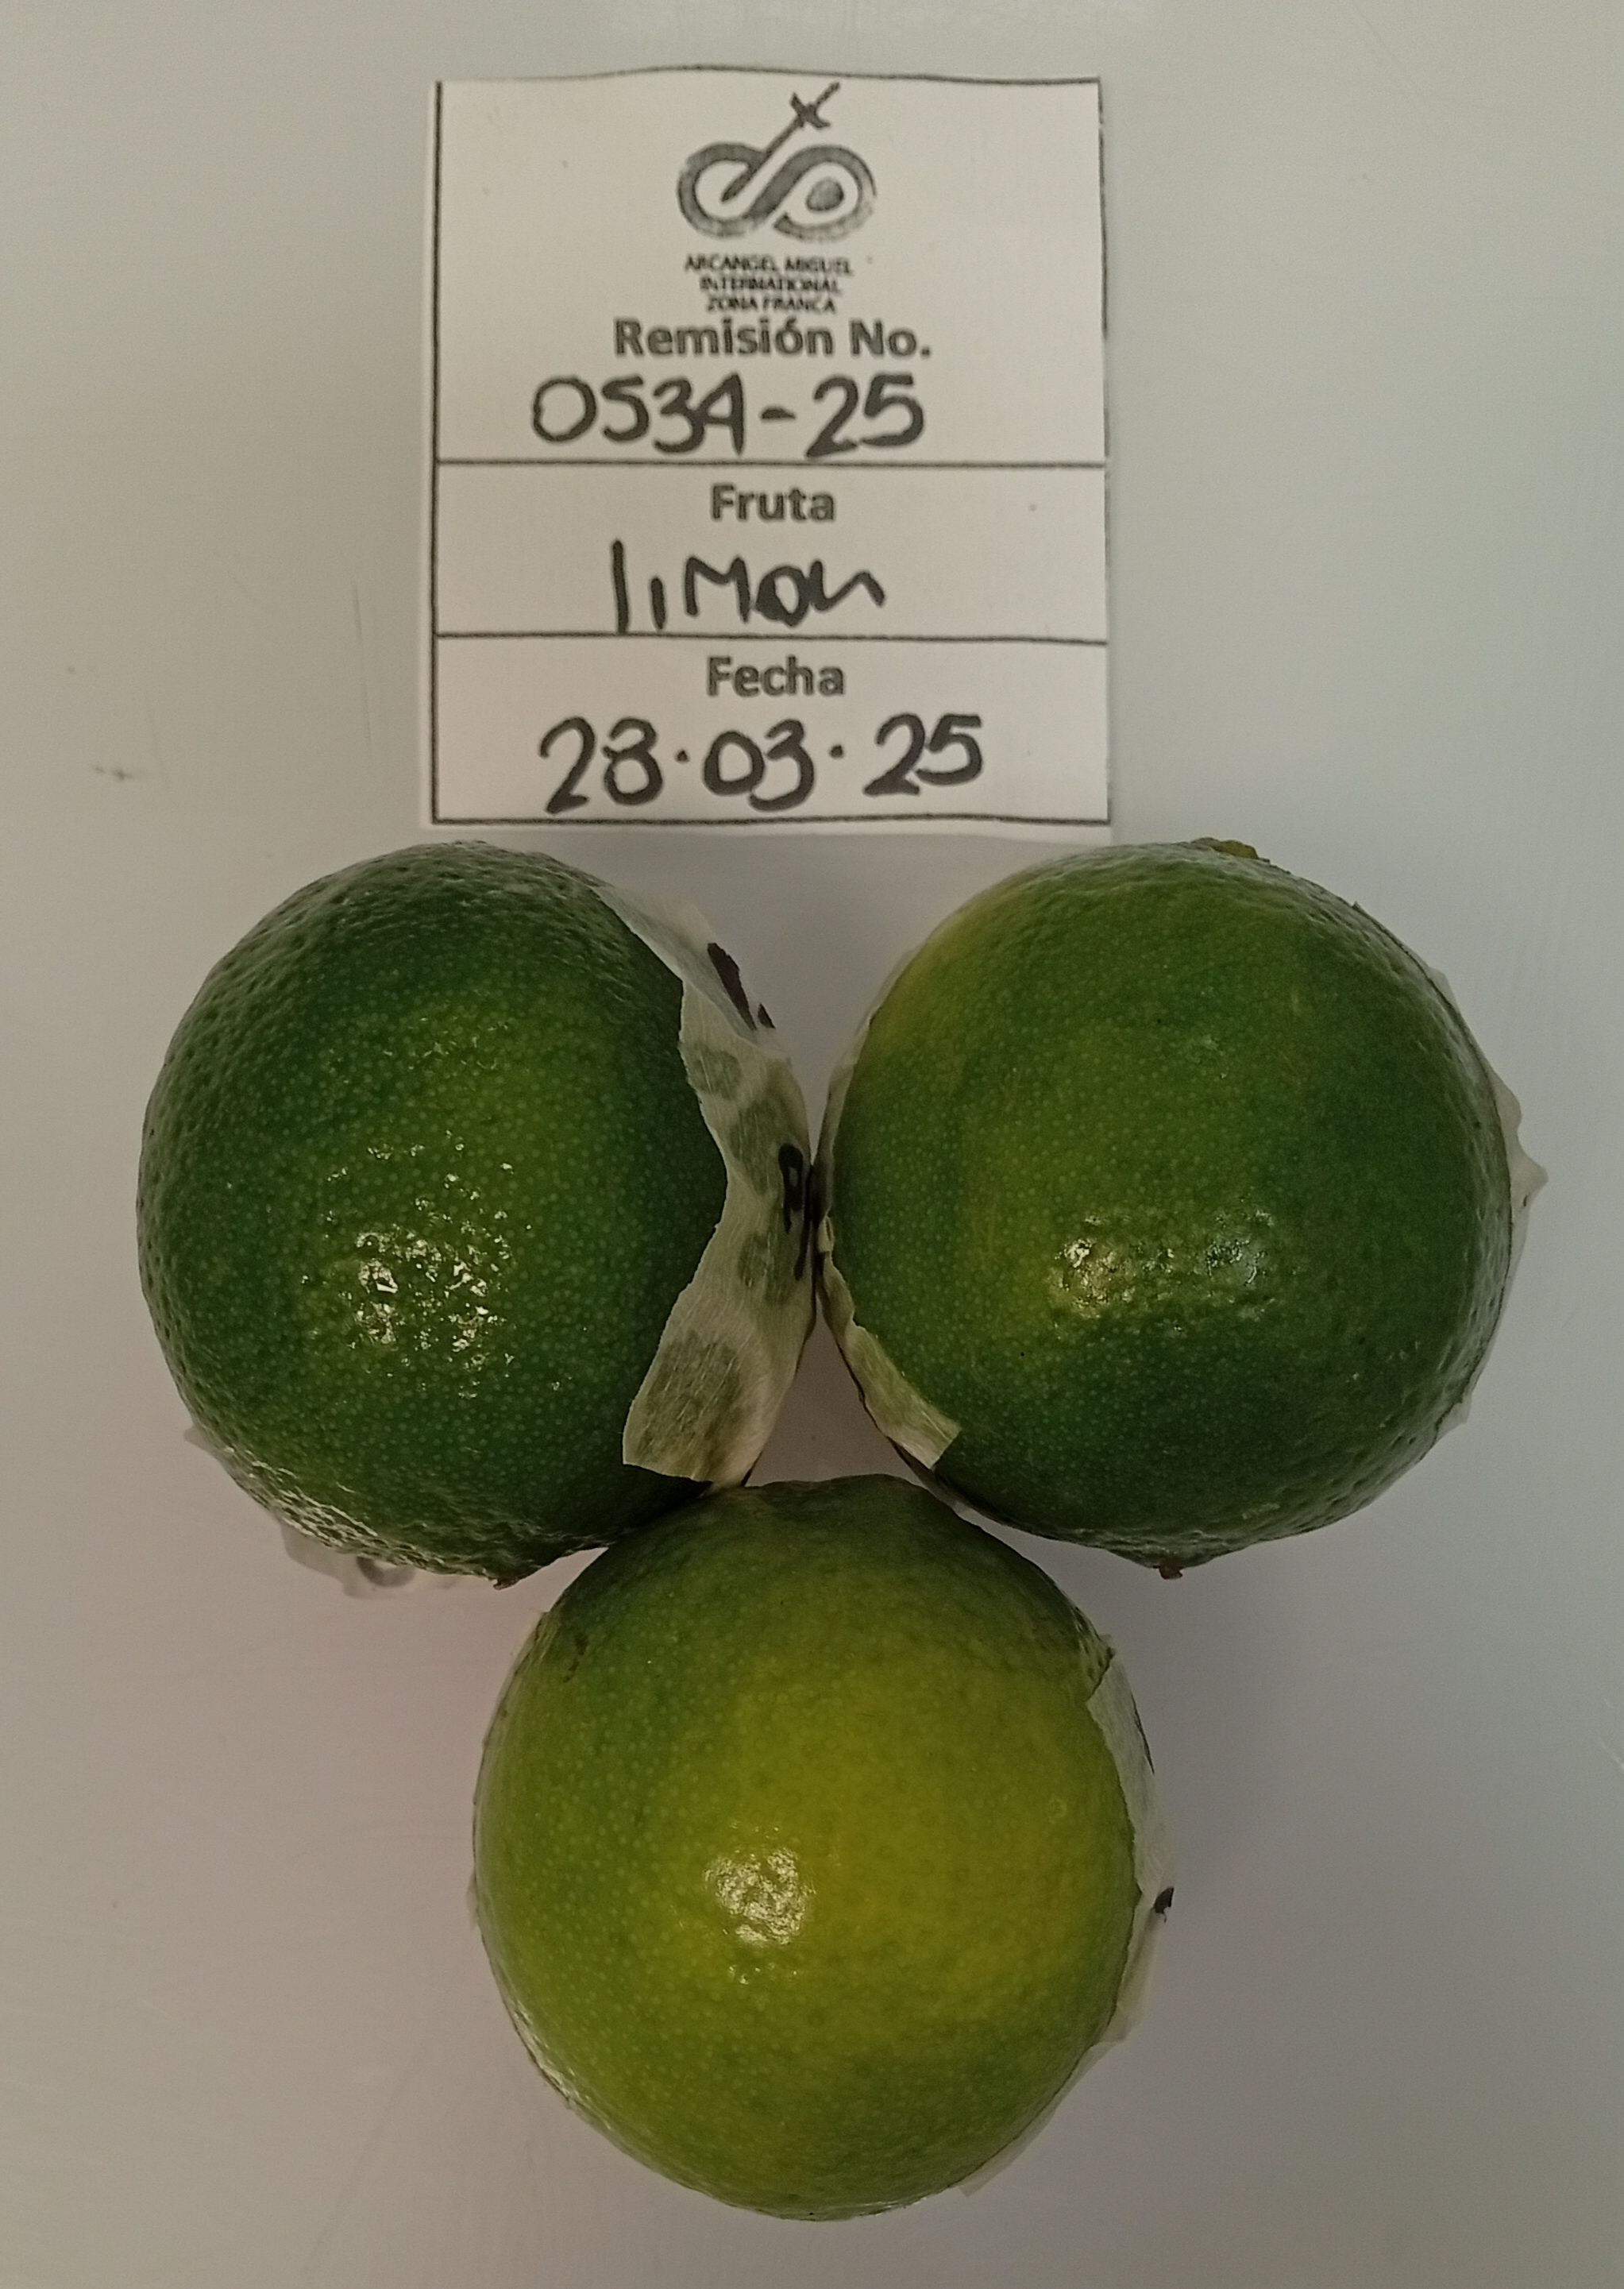 ARCANGEL MIGUEL
INTERNATIONAL
ZONA FRANCA
Remisión No.
0534-25
Fruta
liMon
Fecha
28·03·25